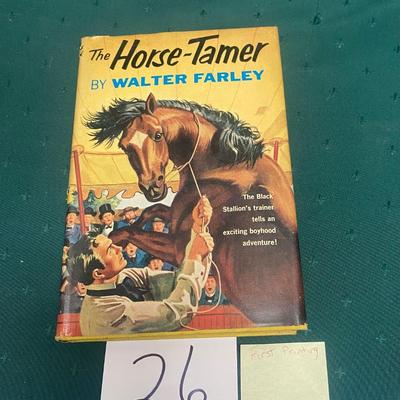 The Horse-Tamer
BY WALTER FARLEY
The Black
Stallion's trainer
tells an
exciting boyhood
adventure!
26
First Printing